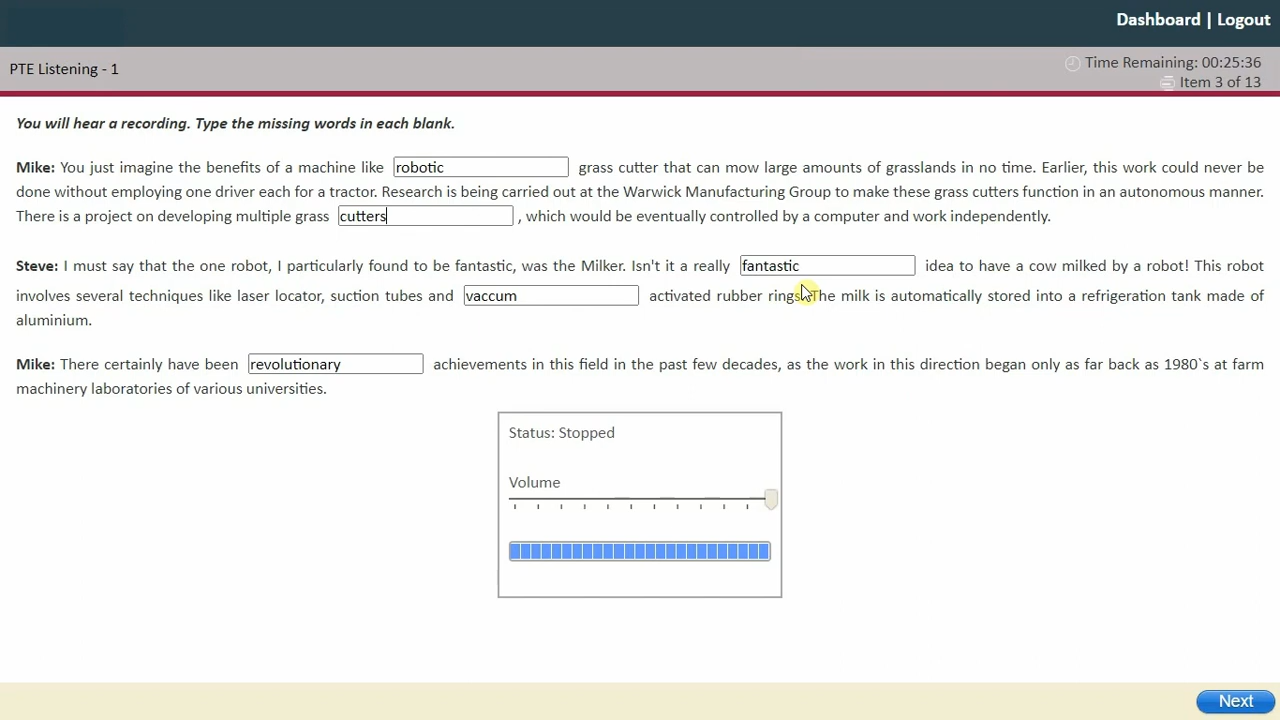 Dashboard | Logout
PTE Listening - 1
Time Remaining: 00:25:36
Item 3 of 13
You will hear a recording. Type the missing words in each blank.
Mike: You just imagine the benefits of a machine like robotic grass cutter that can mow large amounts of grasslands in no time. Earlier, this work could never be
done without employing one driver each for a tractor. Research is being carried out at the Warwick Manufacturing Group to make these grass cutters function in an autonomous manner.
There is a project on developing multiple grass cutters , which would be eventually controlled by a computer and work independently.
Steve: I must say that the one robot, I particularly found to be fantastic, was the Milker. Isn't it a really fantastic idea to have a cow milked by a robot! This robot
involves several techniques like laser locator, suction tubes and vaccum activated rubber rings. The milk is automatically stored into a refrigeration tank made of
aluminium.
Mike: There certainly have been revolutionary achievements in this field in the past few decades, as the work in this direction began only as far back as 1980`s at farm
machinery laboratories of various universities.
Status: Stopped
Volume
Next